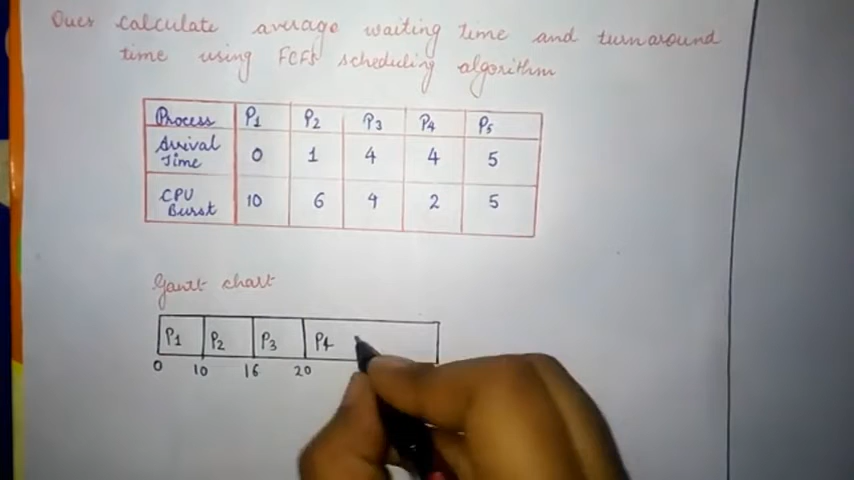 Ques calculate average waiting time and turnaround
time using FCFS scheduling algorithm
Process P1 P2 P3 P4 P5
Arrival Time 0 1 4 4 5
CPU Burst 10 6 4 2 5
Gantt chart
P1 P2 P3 P4
0 10 16 20